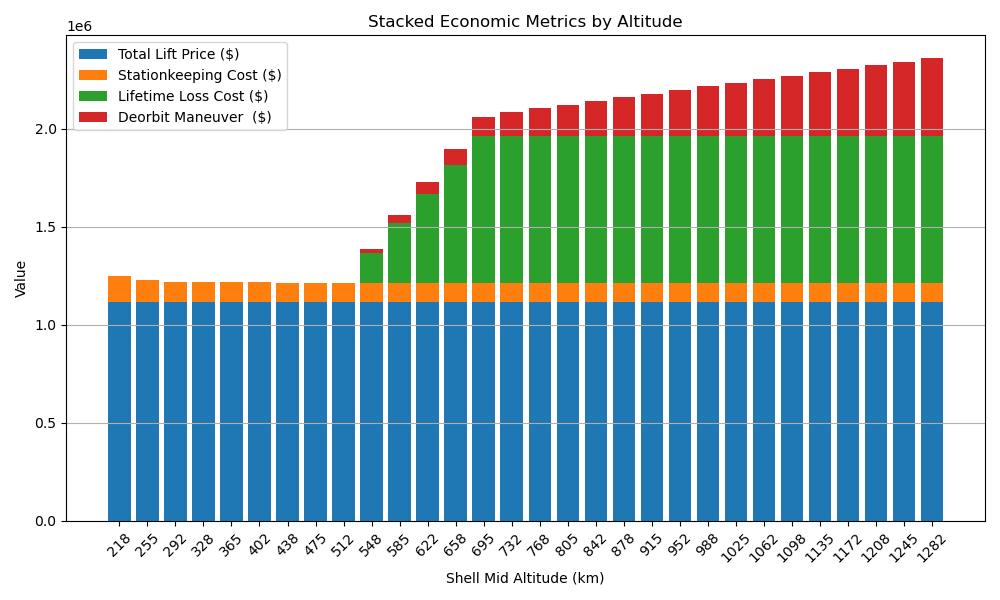 Stacked Economic Metrics by Altitude
1e6
Total Lift Price ($)
Stationkeeping Cost ($)
Lifetime Loss Cost ($)
Deorbit Maneuver  ($)
2.0
1.5
1.0
0.5
0.0
Value
218 255 292 328 365 402 438 475 512 548 585 622 658 695 732 768 805 842 878 915 952 988 1025 1062 1098 1135 1172 1208 1245 1282
Shell Mid Altitude (km)